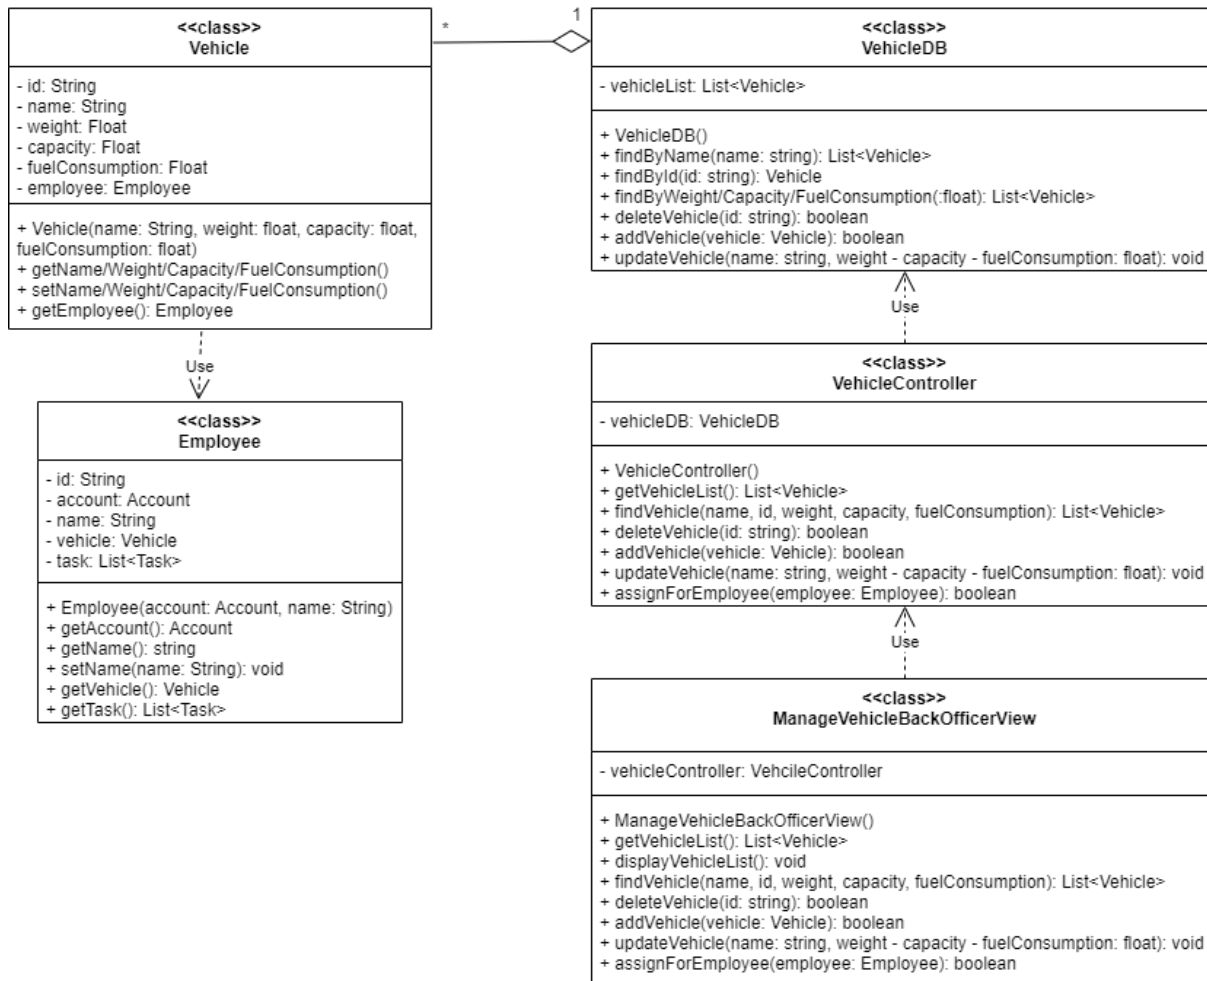 <<class>>
Vehicle
- id: String
- name: String
- weight: Float
- capacity: Float
- fuelConsumption: Float
- employee: Employee
+ Vehicle(name: String, weight: float, capacity: float,
fuelConsumption: float)
+ getName/Weight/Capacity/FuelConsumption()
+ setName/Weight/Capacity/FuelConsumption()
+ getEmployee(): Employee
*
1
<<class>>
VehicleDB
- vehicleList: List<Vehicle>
+ VehicleDB()
+ findByName(name: string): List<Vehicle>
+ findById(id: string): Vehicle
+ findByWeight/Capacity/FuelConsumption(:float): List<Vehicle>
+ deleteVehicle(id: string): boolean
+ addVehicle(vehicle: Vehicle): boolean
+ updateVehicle(name: string, weight - capacity - fuelConsumption: float): void
Use
Use
<<class>>
Employee
- id: String
- account: Account
- name: String
- vehicle: Vehicle
- task: List<Task>
+ Employee(account: Account, name: String)
+ getAccount(): Account
+ getName(): string
+ setName(name: String): void
+ getVehicle(): Vehicle
+ getTask(): List<Task>
<<class>>
VehicleController
- vehicleDB: VehicleDB
+ VehicleController()
+ getVehicleList(): List<Vehicle>
+ findVehicle(name, id, weight, capacity, fuelConsumption): List<Vehicle>
+ deleteVehicle(id: string): boolean
+ addVehicle(vehicle: Vehicle): boolean
+ updateVehicle(name: string, weight - capacity - fuelConsumption: float): void
+ assignForEmployee(employee: Employee): boolean
Use
<<class>>
ManageVehicleBackOfficerView
- vehicleController: VehcileController
+ ManageVehicleBackOfficerView()
+ getVehicleList(): List<Vehicle>
+ displayVehicleList(): void
+ findVehicle(name, id, weight, capacity, fuelConsumption): List<Vehicle>
+ deleteVehicle(id: string): boolean
+ addVehicle(vehicle: Vehicle): boolean
+ updateVehicle(name: string, weight - capacity - fuelConsumption: float): void
+ assignForEmployee(employee: Employee): boolean